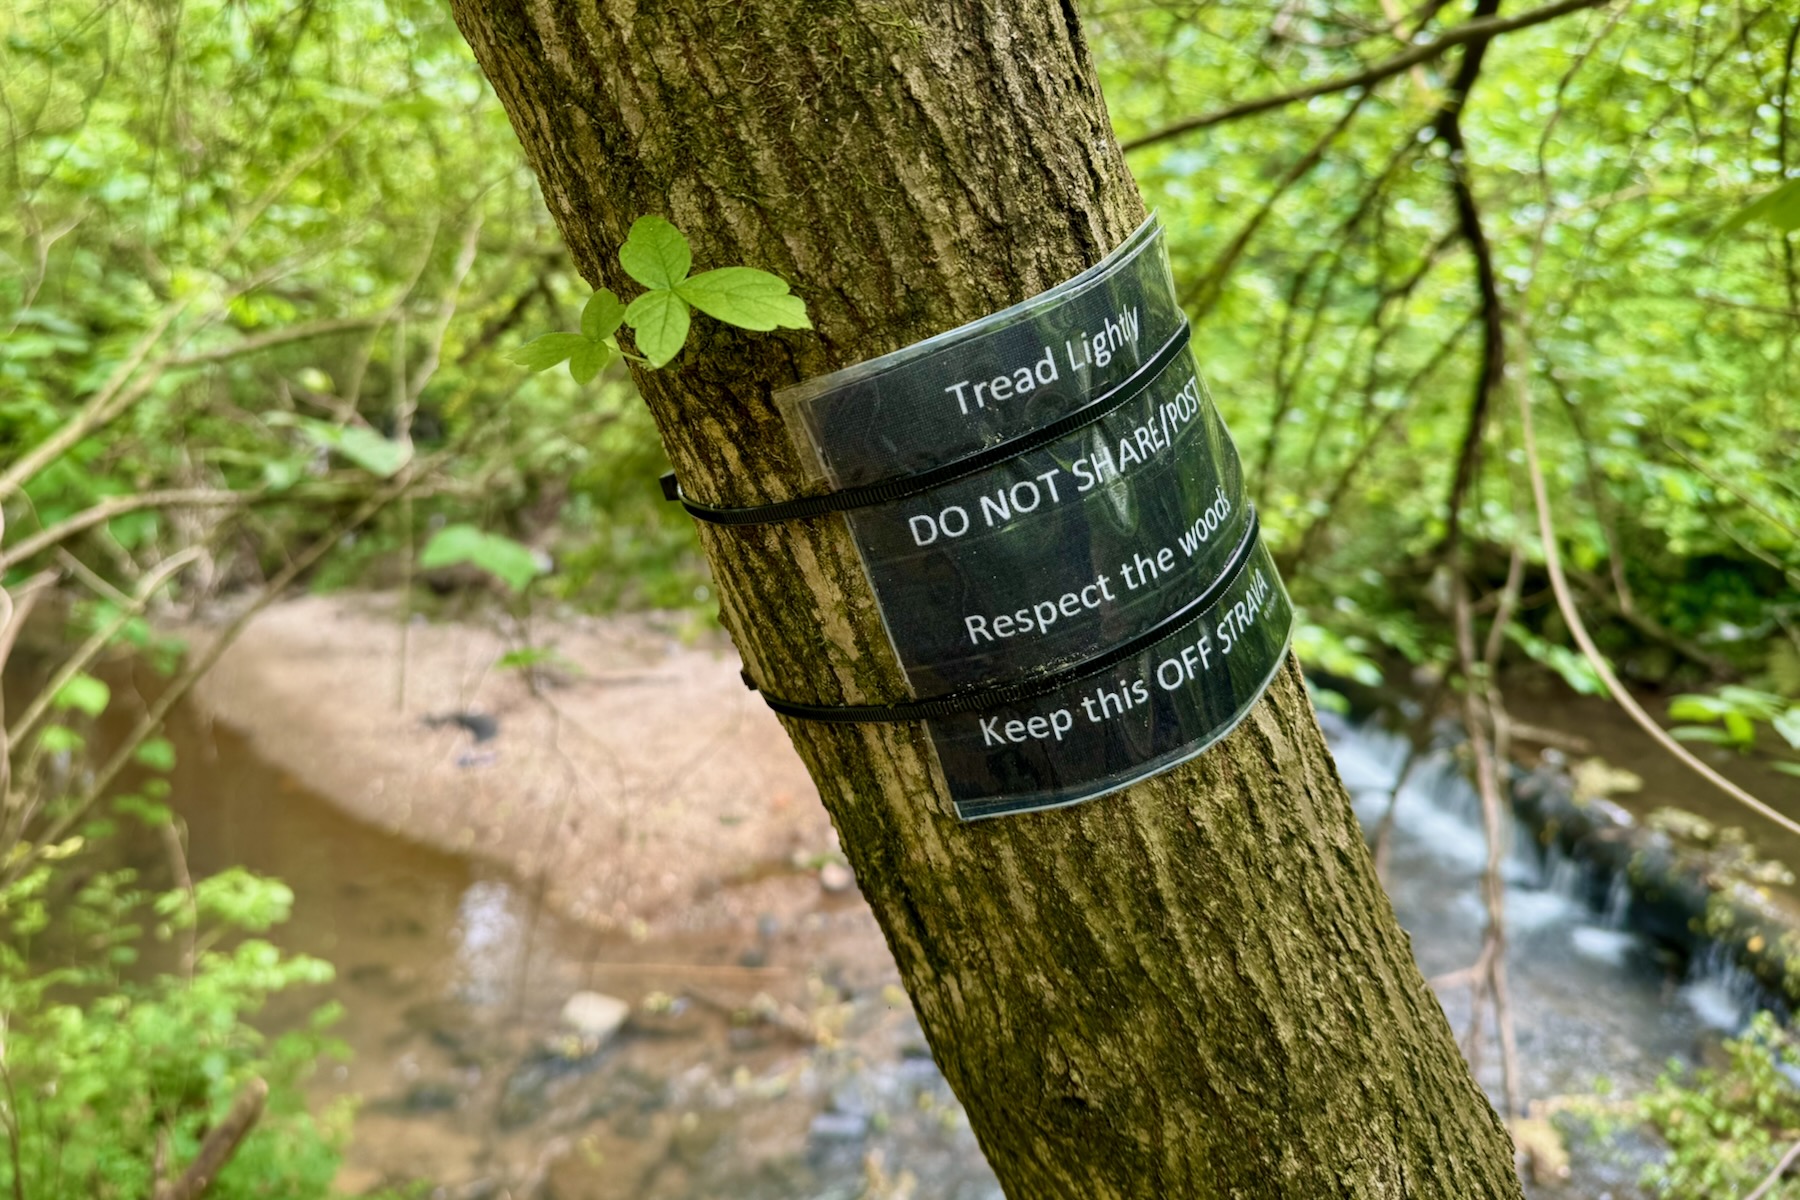 Tread Lightly
DO NOT SHARE/POST
Respect the woods
Keep this OFF STRAVA